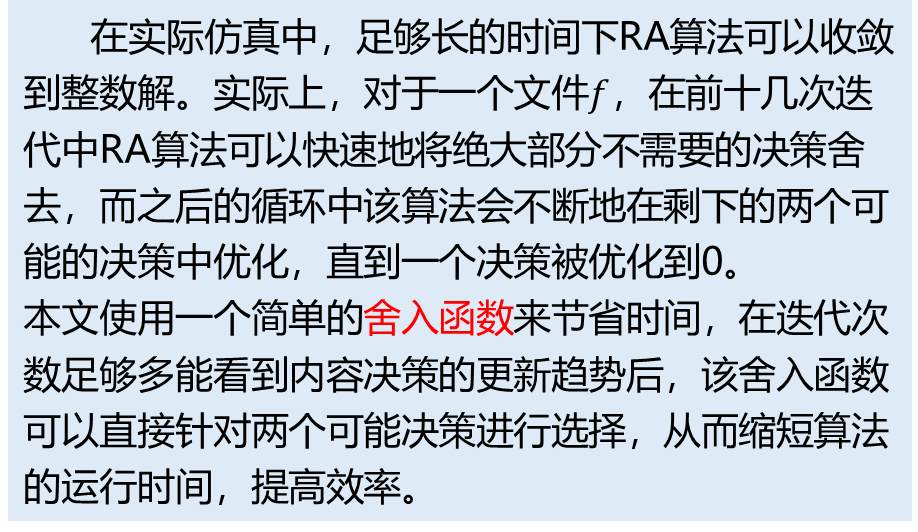 在实际仿真中，足够长的时间下RA算法可以收敛
到整数解。实际上，对于一个文件f，在前十几次迭
代中RA算法可以快速地将绝大部分不需要的决策舍
去，而之后的循环中该算法会不断地在剩下的两个可
能的决策中优化，直到一个决策被优化到0。
本文使用一个简单的舍入函数来节省时间，在迭代次
数足够多能看到内容决策的更新趋势后，该舍入函数
可以直接针对两个可能决策进行选择，从而缩短算法
的运行时间，提高效率。